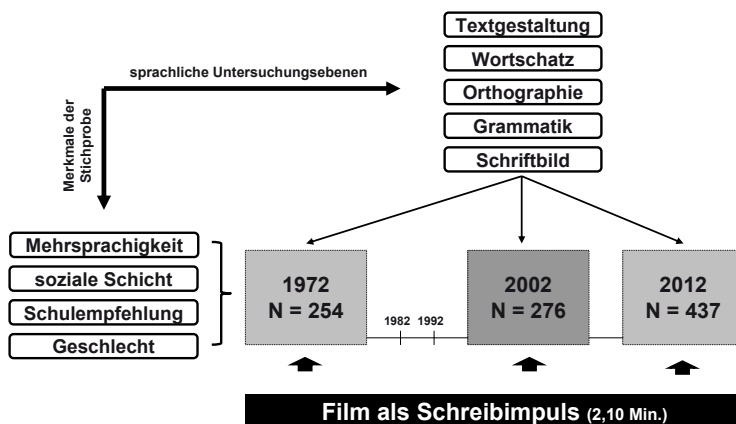 Textgestaltung
Wortschatz
Orthographie
Grammatik
Schriftbild
sprachliche Untersuchungsebenen
Merkmale der
Stichprobe
Mehrsprachigkeit
soziale Schicht
Schulempfehlung
Geschlecht
1972
N = 254
1982
1992
2002
N = 276
2012
N = 437
Film als Schreibimpuls (2,10 Min.)